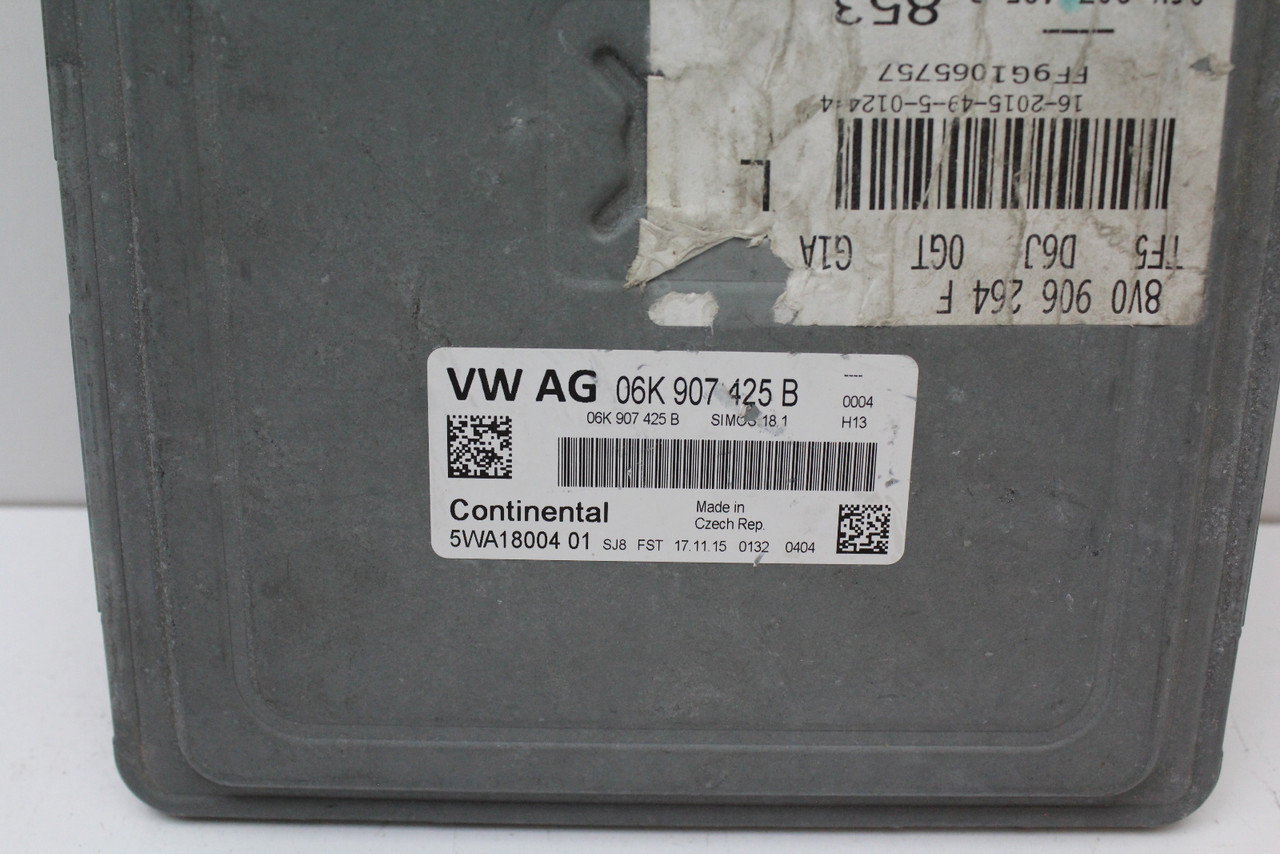 VW AG 06K 907 425 B ----
0004
06K 907 425 B SIMOS 18 1 H13
Continental
Made in
Czech Rep.
5WA18004 01 SJ8 FST 17.11.15 0132 0404
8V0 906 264 F
TF5 D6J 0GT G1A
L
16-2015-49-5-0124:4
FF9G1065757
----
853